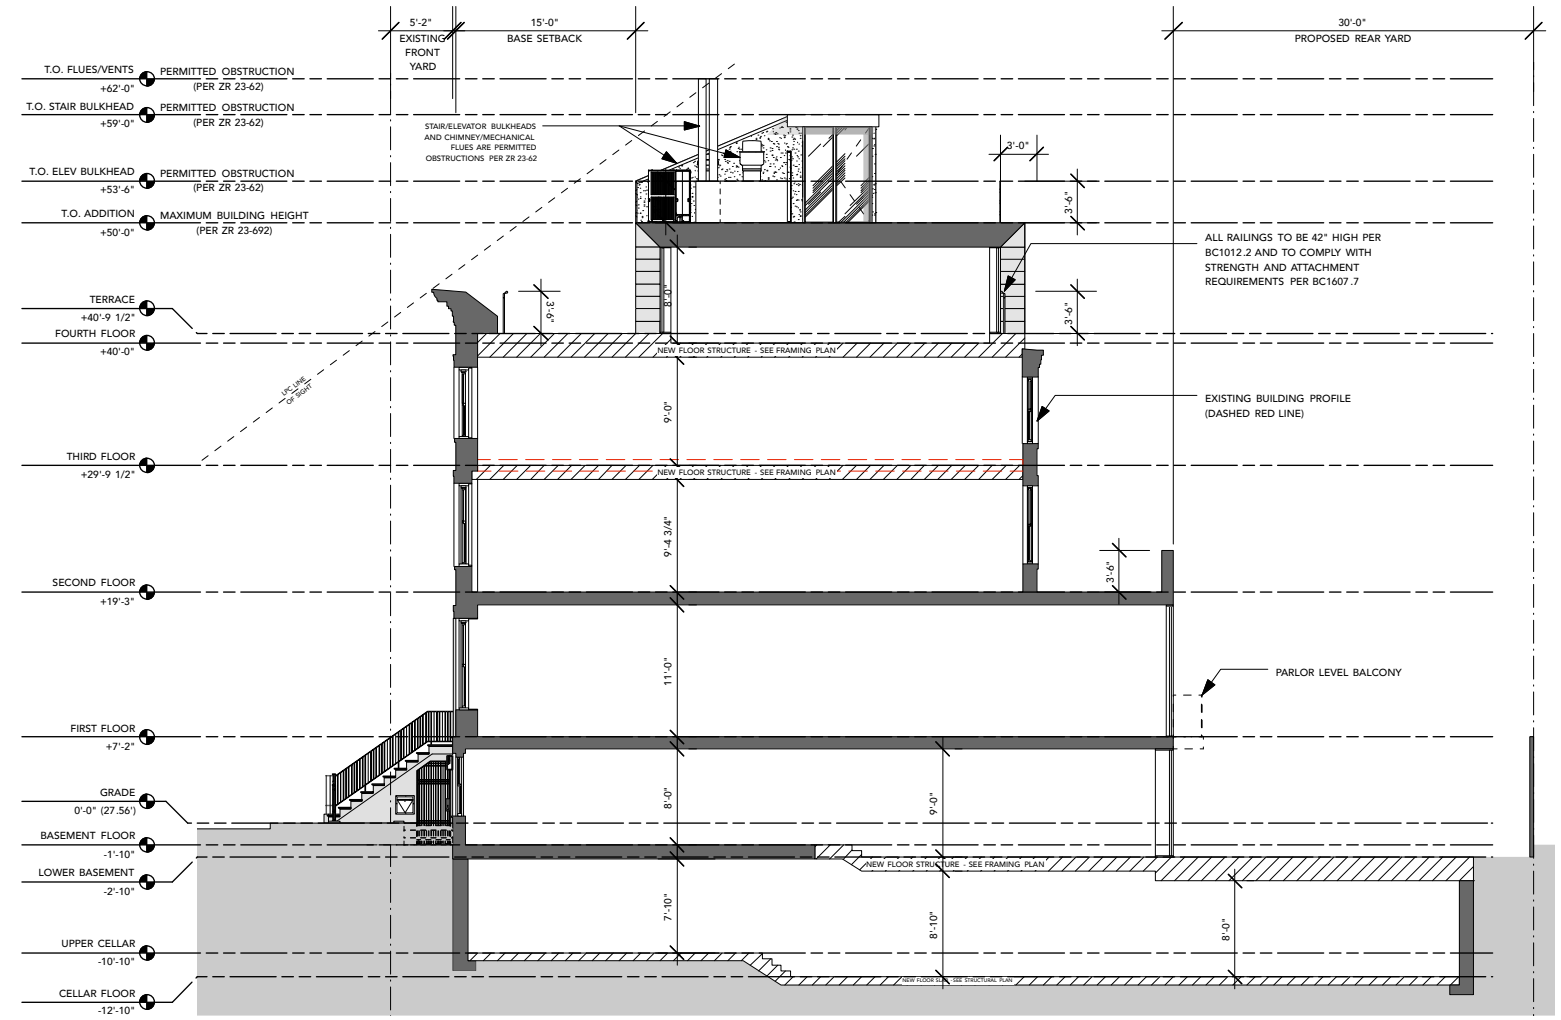 5'-2"
EXISTING
FRONT
YARD
15'-0"
BASE SETBACK
30'-0"
PROPOSED REAR YARD
T.O. FLUES/VENTS
+62'-0"
PERMITTED OBSTRUCTION
(PER ZR 23-62)
T.O. STAIR BULKHEAD
+59'-0"
PERMITTED OBSTRUCTION
(PER ZR 23-62)
STAIR/ELEVATOR BULKHEADS
AND CHIMNEY/MECHANICAL
FLUES ARE PERMITTED
OBSTRUCTIONS PER ZR 23-62
3'-0"
T.O. ELEV BULKHEAD
+53'-6"
PERMITTED OBSTRUCTION
(PER ZR 23-62)
3'-6"
T.O. ADDITION
+50'-0"
MAXIMUM BUILDING HEIGHT
(PER ZR 23-692)
ALL RAILINGS TO BE 42" HIGH PER
BC1012.2 AND TO COMPLY WITH
STRENGTH AND ATTACHMENT
REQUIREMENTS PER BC1607.7
8'-0"
3'-6"
3'-6"
TERRACE
+40'-9 1/2"
FOURTH FLOOR
+40'-0"
NEW FLOOR STRUCTURE - SEE FRAMING PLAN
LPC LINE
OF SIGHT
9'-0"
EXISTING BUILDING PROFILE
(DASHED RED LINE)
THIRD FLOOR
+29'-9 1/2"
NEW FLOOR STRUCTURE - SEE FRAMING PLAN
9'-4 3/4"
3'-6"
SECOND FLOOR
+19'-3"
11'-0"
PARLOR LEVEL BALCONY
FIRST FLOOR
+7'-2"
8'-0"
9'-0"
GRADE
0'-0" (27.56')
BASEMENT FLOOR
-1'-10"
NEW FLOOR STRUCTURE - SEE FRAMING PLAN
LOWER BASEMENT
-2'-10"
7'-10"
8'-10"
8'-0"
UPPER CELLAR
-10'-10"
NEW FLOOR SLAB - SEE STRUCTURAL PLAN
CELLAR FLOOR
-12'-10"